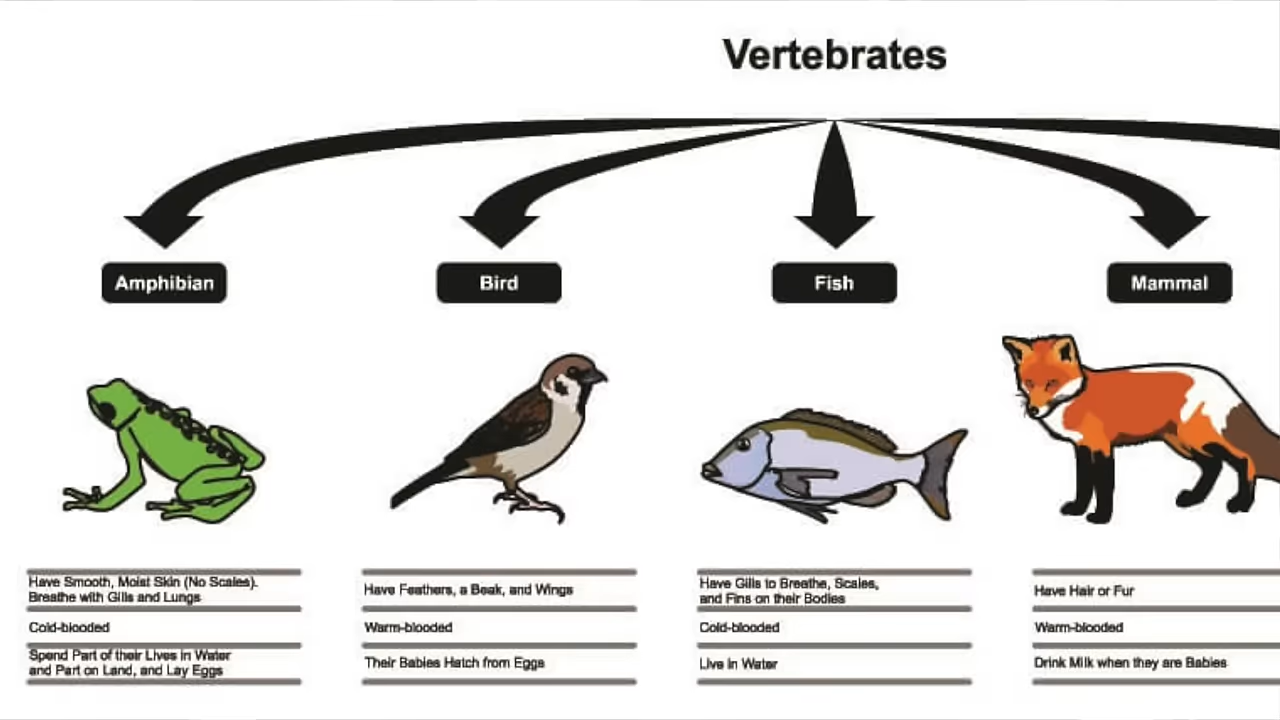 Vertebrates
Amphibian
Bird
Fish
Mammal
Have Smooth, Moist Skin (No Scales).
Breathe with Gills and Lungs
Cold-blooded
Spend Part of their Lives in Water
and Part on Land, and Lay Eggs
Have Feathers, a Beak, and Wings
Warm-blooded
Their Babies Hatch from Eggs
Have Gills to Breathe, Scales,
and Fins on their Bodies
Cold-blooded
Live in Water
Have Hair or Fur
Warm-blooded
Drink Milk when they are Babies